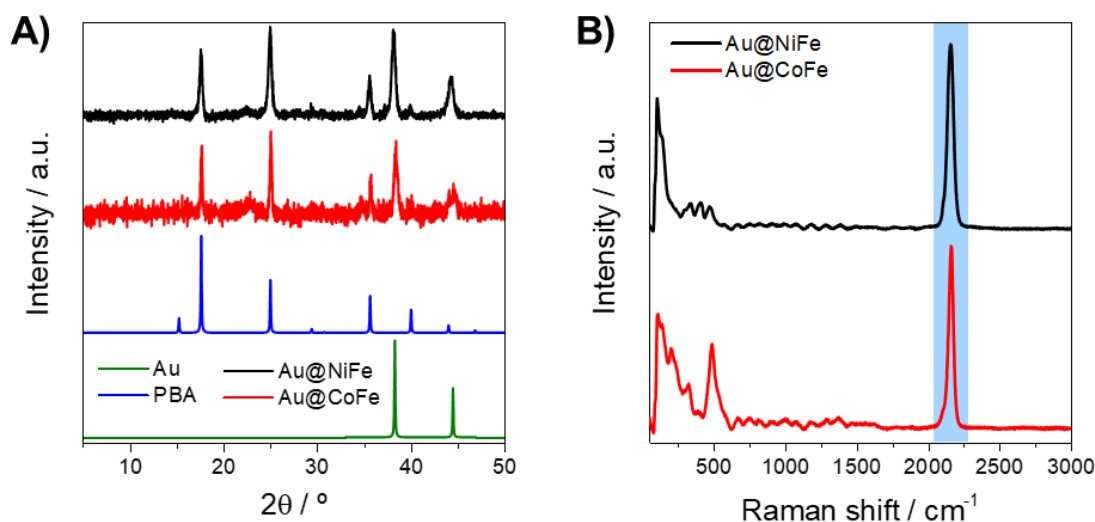 A)
Intensity / a.u.
Au
PBA
Au@NiFe
Au@CoFe
10 20 30 40 50
2θ / º
B)
Au@NiFe
Au@CoFe
Intensity / a.u.
500 1000 1500 2000 2500 3000
Raman shift / cm⁻¹